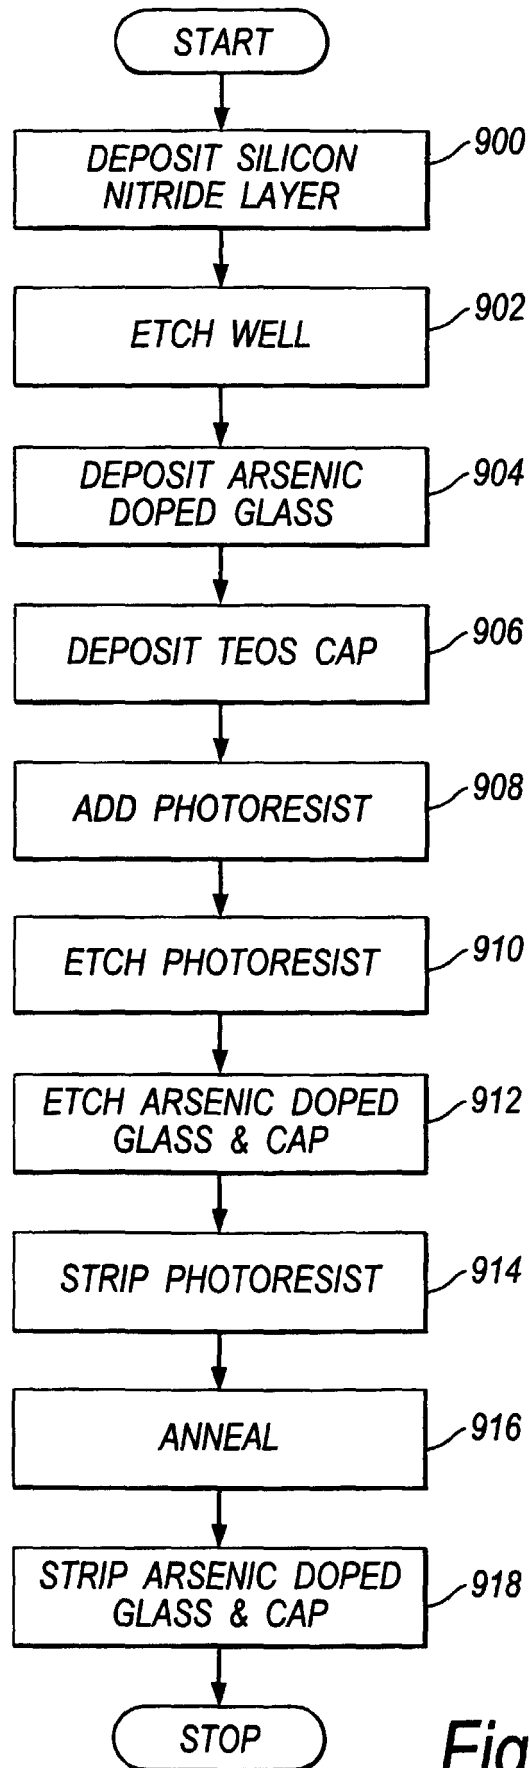 START
DEPOSIT SILICON
NITRIDE LAYER
900
ETCH WELL
902
DEPOSIT ARSENIC
DOPED GLASS
904
DEPOSIT TEOS CAP
906
ADD PHOTORESIST
908
ETCH PHOTORESIST
910
ETCH ARSENIC DOPED
GLASS & CAP
912
STRIP PHOTORESIST
914
ANNEAL
916
STRIP ARSENIC DOPED
GLASS & CAP
918
STOP
Fig